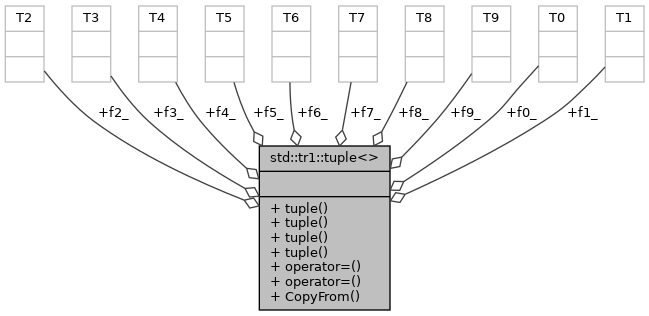 T2 T3 T4 T5 T6 T7 T8 T9 T0 T1
+f2_ +f3_ +f4_ +f5_ +f6_ +f7_ +f8_ +f9_ +f0_ +f1_
std::tr1::tuple<>
+ tuple()
+ tuple()
+ tuple()
+ tuple()
+ operator=()
+ operator=()
+ CopyFrom()